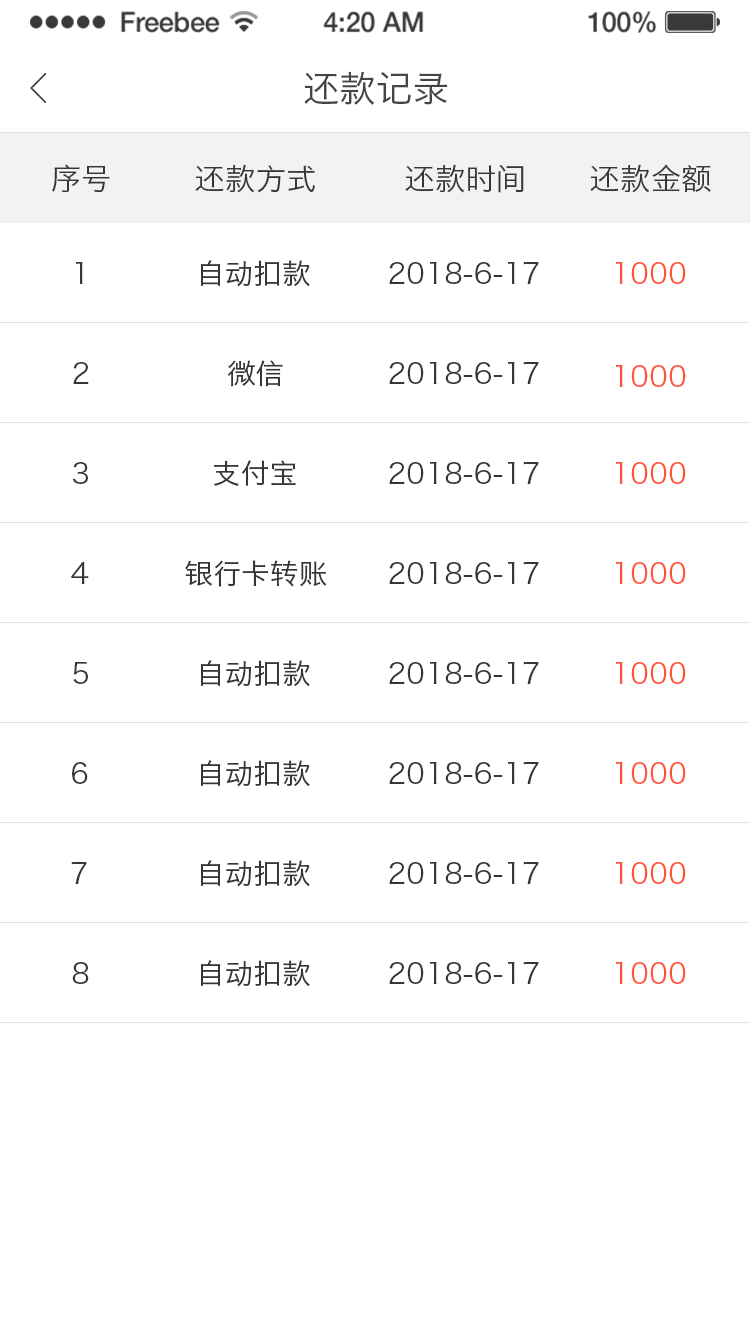 Freebee 4:20 AM 100%
还款记录
序号 还款方式 还款时间 还款金额
1 自动扣款 2018-6-17 1000
2 微信 2018-6-17 1000
3 支付宝 2018-6-17 1000
4 银行卡转账 2018-6-17 1000
5 自动扣款 2018-6-17 1000
6 自动扣款 2018-6-17 1000
7 自动扣款 2018-6-17 1000
8 自动扣款 2018-6-17 1000